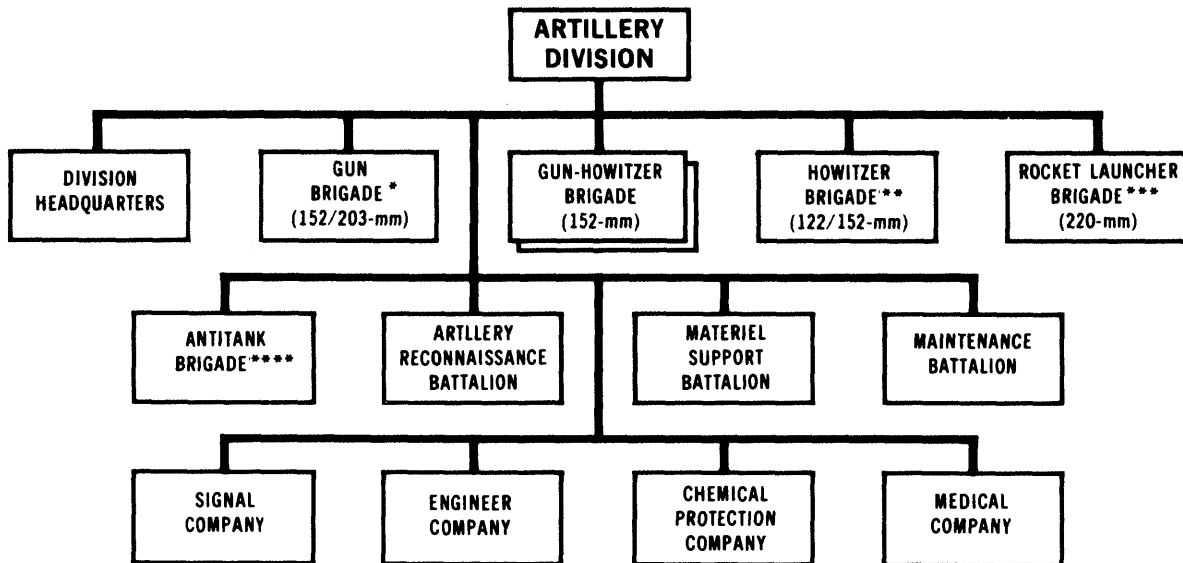 ARTILLERY
DIVISION
DIVISION
HEADQUARTERS
GUN
BRIGADE *
(152/203-mm)
GUN-HOWITZER
BRIGADE
(152-mm)
HOWITZER
BRIGADE **
(122/152-mm)
ROCKET LAUNCHER
BRIGADE ***
(220-mm)
ANTITANK
BRIGADE ****
ARTLLERY
RECONNAISSANCE
BATTALION
MATERIEL
SUPPORT
BATTALION
MAINTENANCE
BATTALION
SIGNAL
COMPANY
ENGINEER
COMPANY
CHEMICAL
PROTECTION
COMPANY
MEDICAL
COMPANY